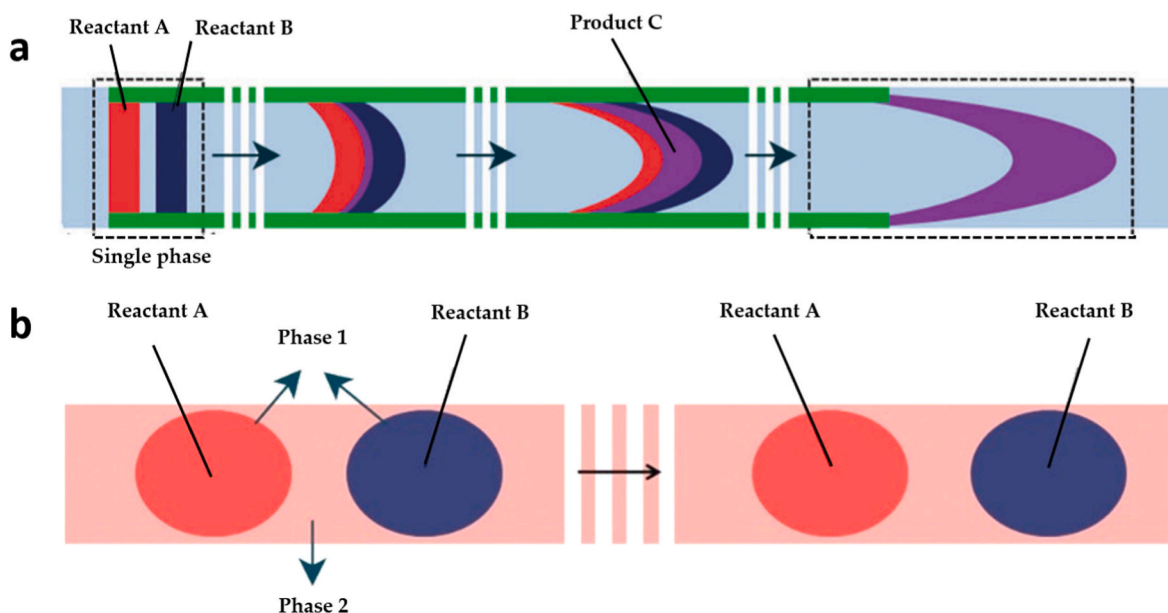 Product C
Reactant A
Reactant B
a
Single phase
Reactant A
Reactant B
Reactant A
Reactant B
b
Phase 1
Phase 2